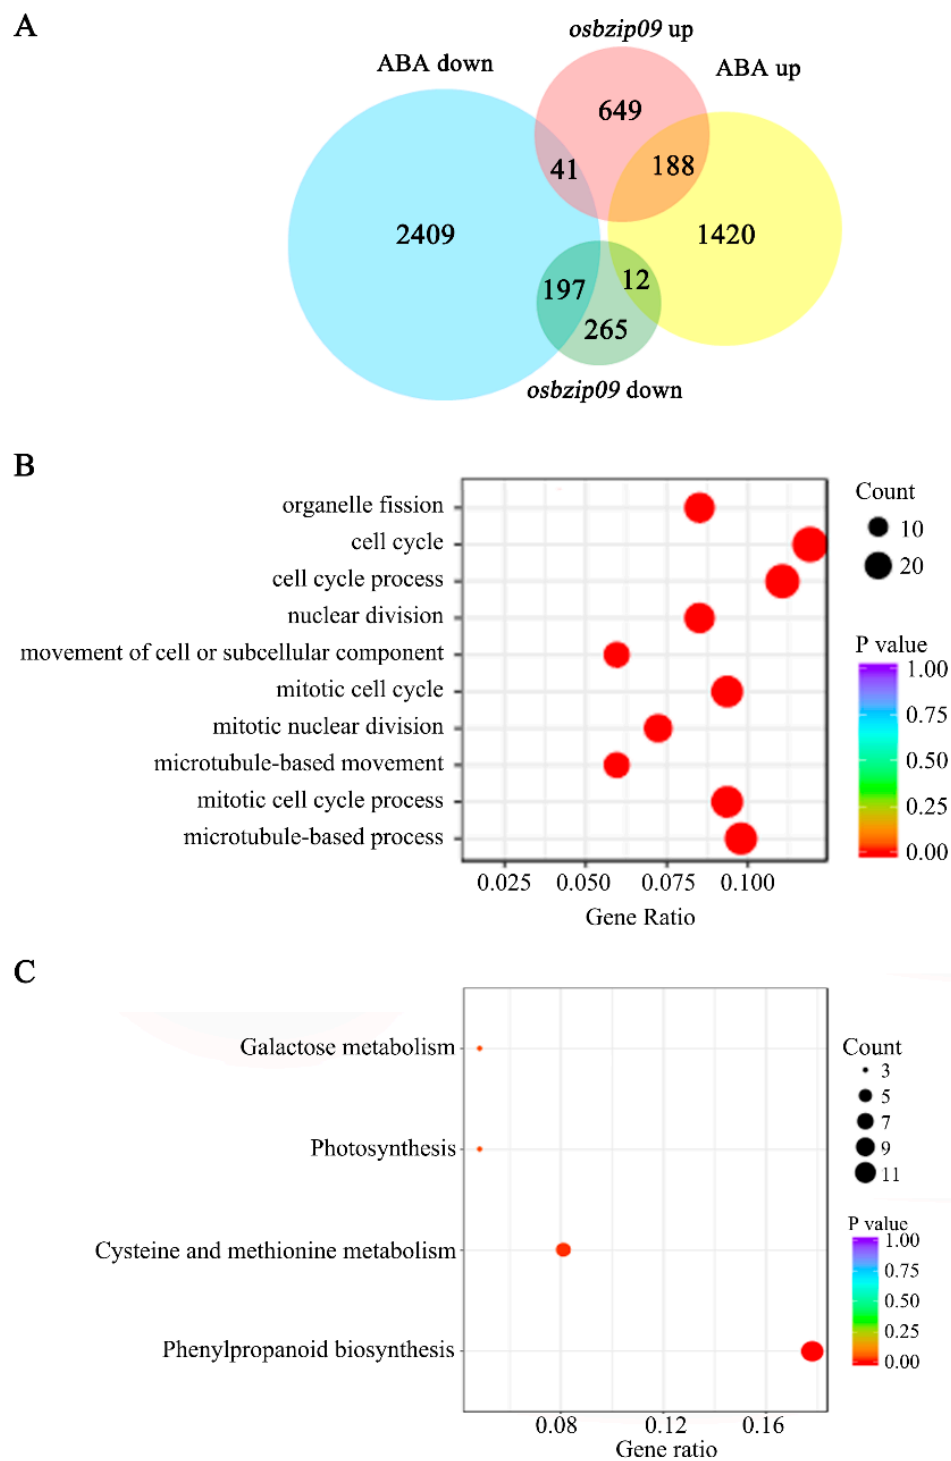 A
osbzip09 up
ABA down
ABA up
649
41
188
2409
1420
197
12
265
osbzip09 down
B
organelle fission
cell cycle
cell cycle process
nuclear division
movement of cell or subcellular component
mitotic cell cycle
mitotic nuclear division
microtubule-based movement
mitotic cell cycle process
microtubule-based process
0.025 0.050 0.075 0.100
Gene Ratio
Count
10
20
P value
1.00
0.75
0.50
0.25
0.00
C
Galactose metabolism
Photosynthesis
Cysteine and methionine metabolism
Phenylpropanoid biosynthesis
0.08 0.12 0.16
Gene ratio
Count
3
5
7
9
11
P value
1.00
0.75
0.50
0.25
0.00